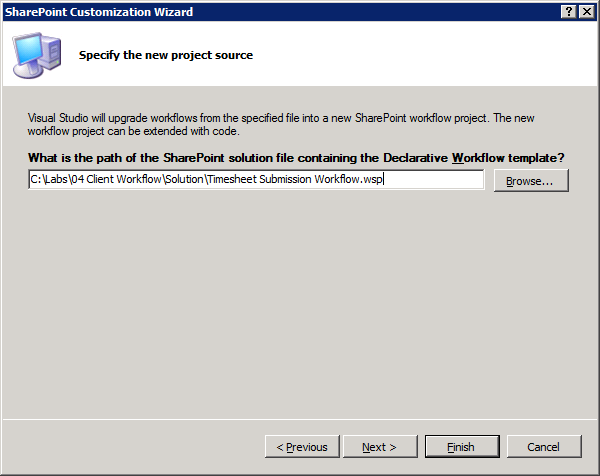 SharePoint Customization Wizard
Specify the new project source
Visual Studio will upgrade workflows from the specified file into a new SharePoint workflow project. The new
workflow project can be extended with code.
What is the path of the SharePoint solution file containing the Declarative Workflow template?
C:\Labs\04 Client Workflow\Solution\Timesheet Submission Workflow.wsp
Browse...
< Previous
Next >
Finish
Cancel